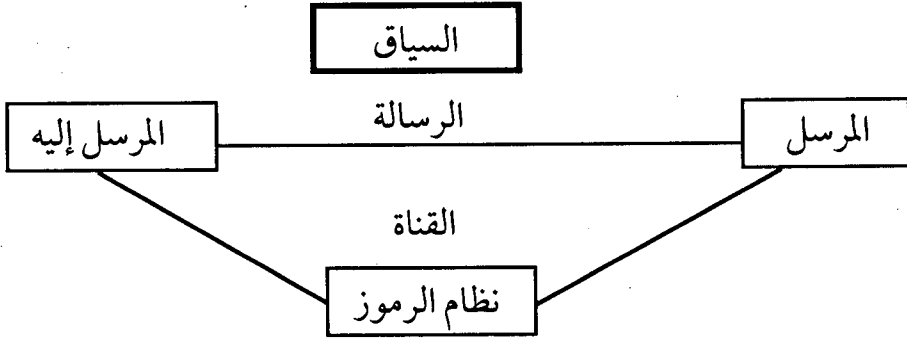 السياق
الرسالة
المرسل
المرسل إليه
القناة
نظام الرموز